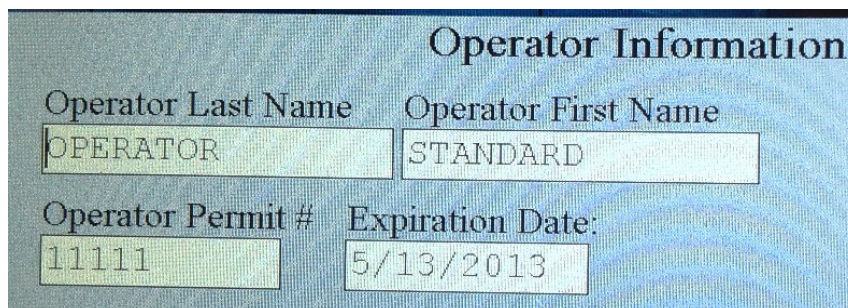 Operator Information
Operator Last Name Operator First Name
OPERATOR STANDARD
Operator Permit # Expiration Date:
11111 5/13/2013